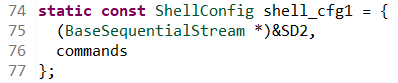 74 static const ShellConfig shell_cfg1 = {
75   (BaseSequentialStream *)&SD2,
76   commands
77 };